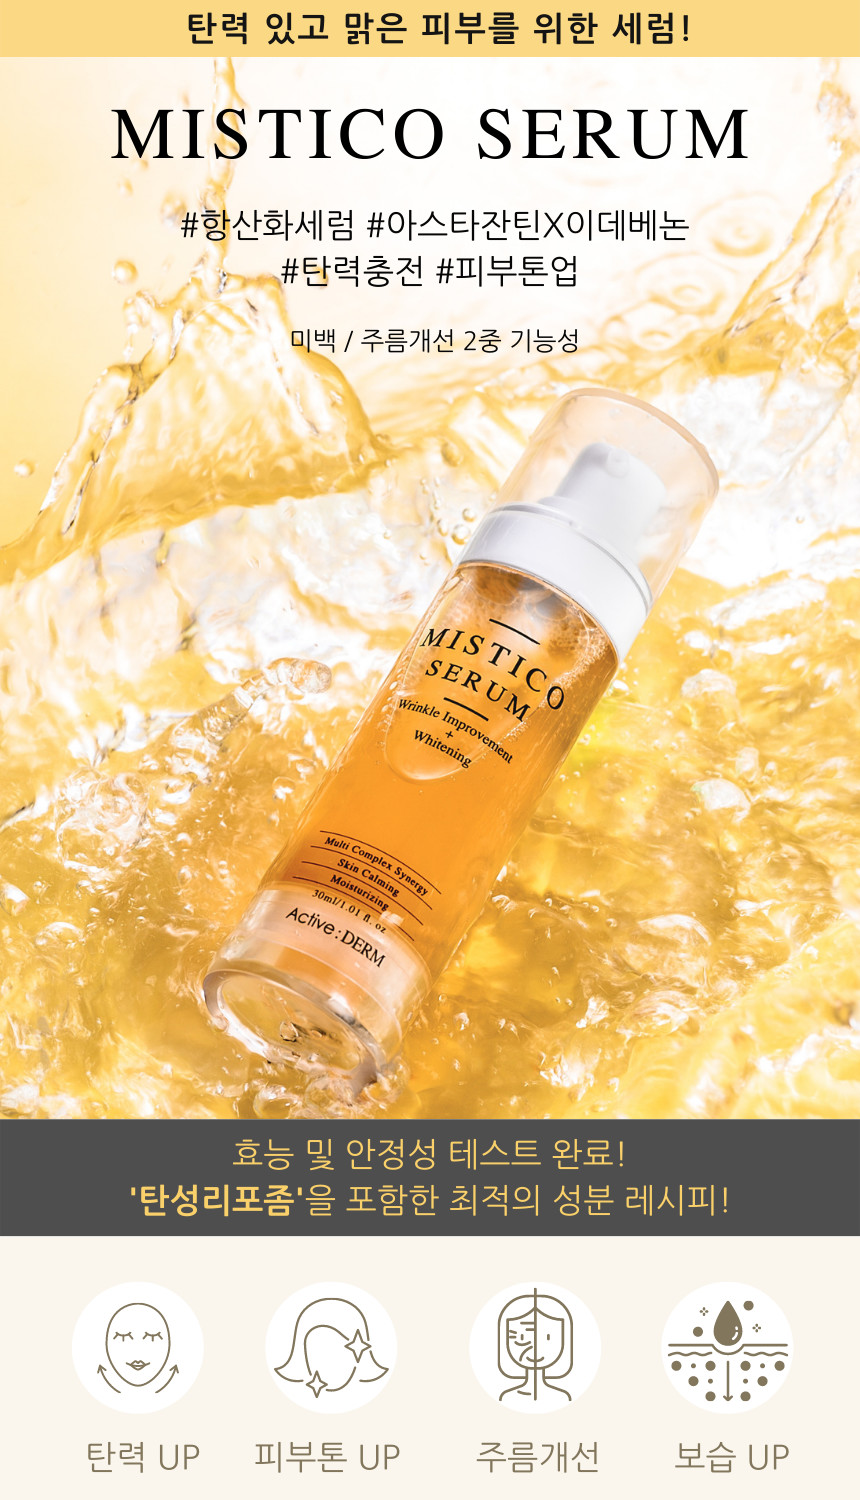 탄력 있고 맑은 피부를 위한 세럼!
MISTICO SERUM
#항산화세럼 #아스타잔틴X이데베논
#탄력충전 #피부톤업
미백 / 주름개선 2중 기능성
MISTICO
SERUM
Wrinkle Improvement
+
Whitening
Multi Complex Synergy
Skin Calming
Moisturizing
30ml/1.01 fl. oz
Active:DERM
효능 및 안정성 테스트 완료!
'탄성리포좀'을 포함한 최적의 성분 레시피!
탄력 UP
피부톤 UP
주름개선
보습 UP